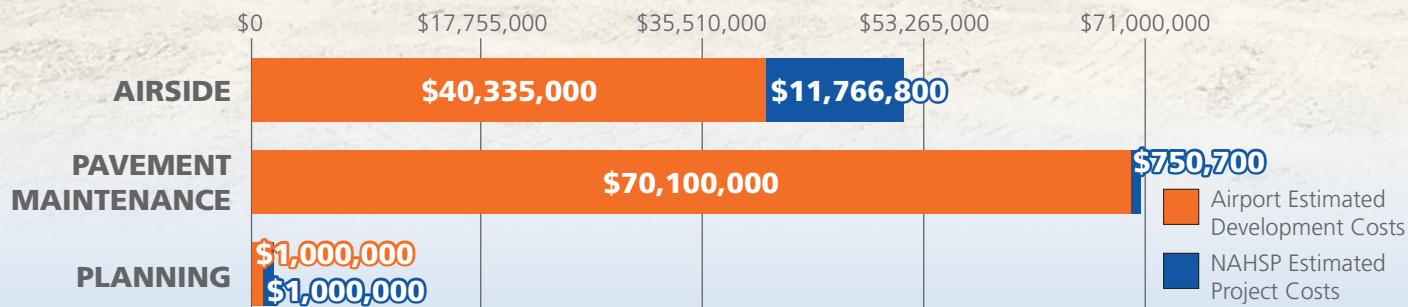 $0 $17,755,000 $35,510,000 $53,265,000 $71,000,000
AIRSIDE $40,335,000 $11,766,800
PAVEMENT
MAINTENANCE
$70,100,000 $750,700
Airport Estimated
Development Costs
PLANNING
$1,000,000
$1,000,000
NAHSP Estimated
Project Costs